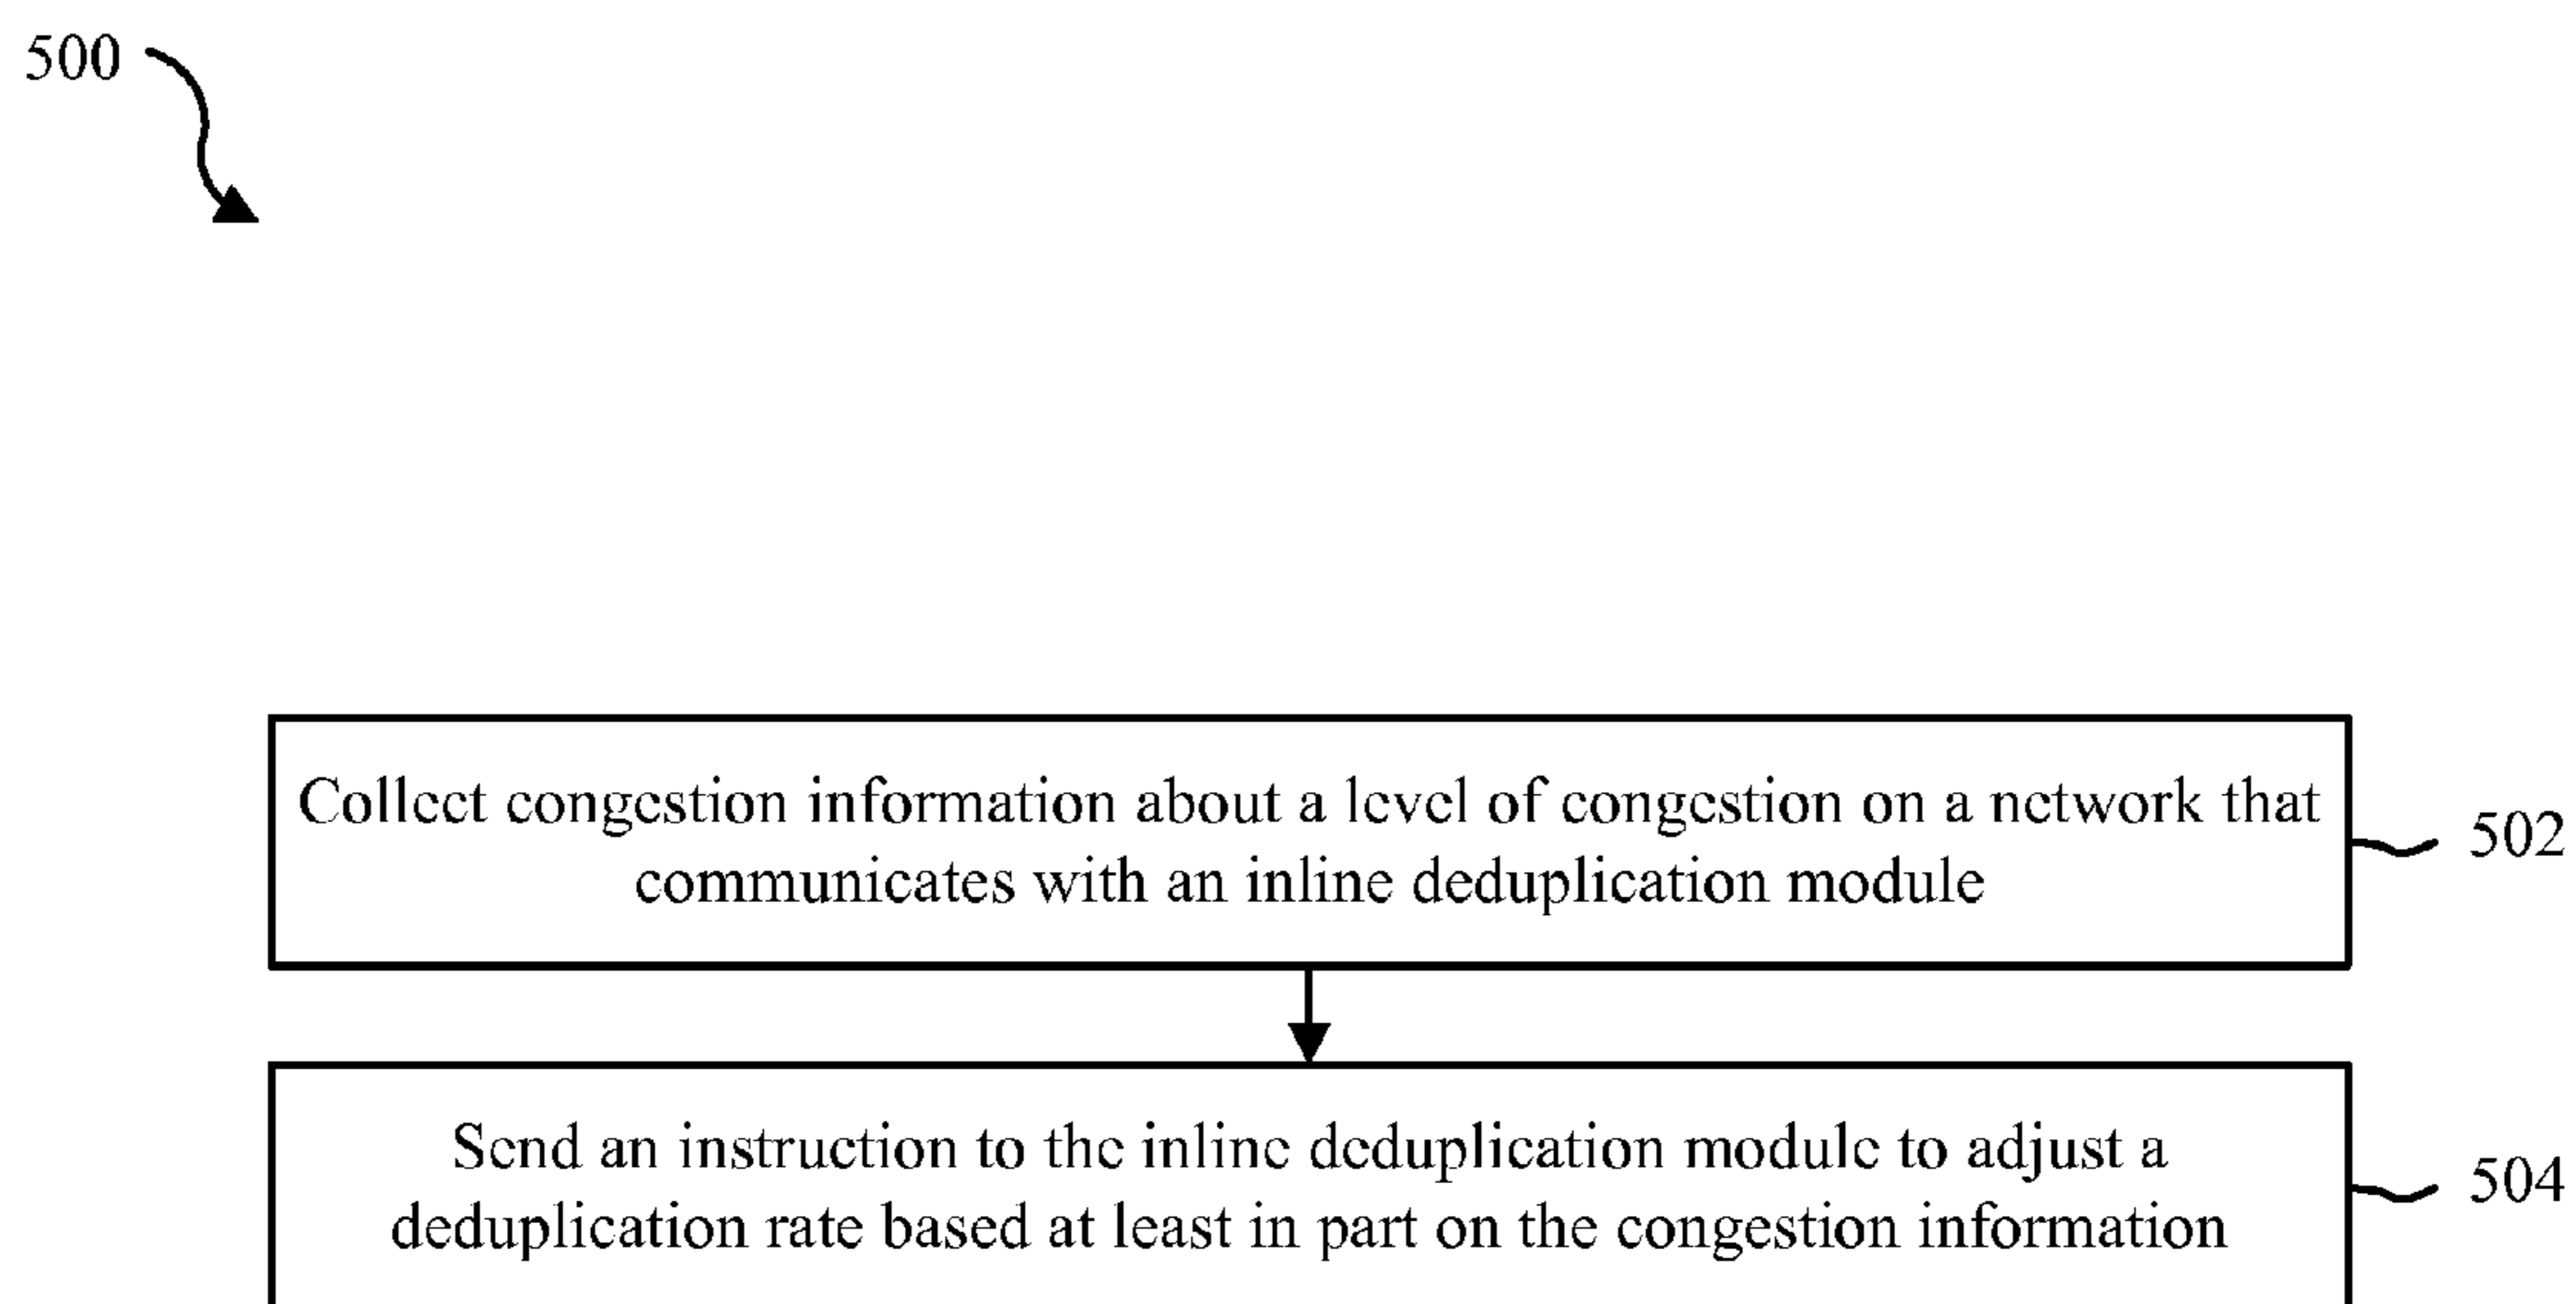 500
Collect congestion information about a level of congestion on a network that
communicates with an inline deduplication module
502
Send an instruction to the inline deduplication module to adjust a
deduplication rate based at least in part on the congestion information
504